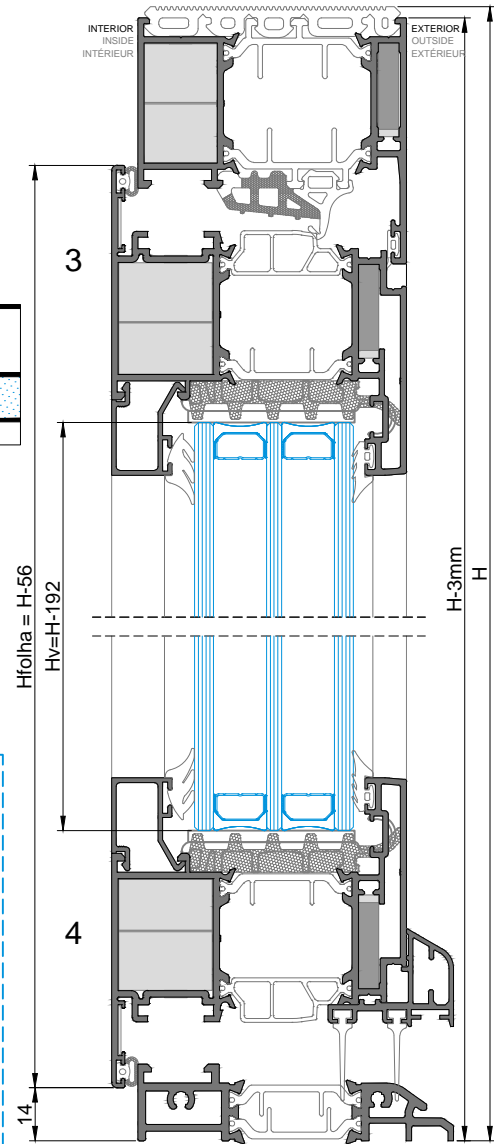 INTERIOR
INSIDE
INTÉRIEUR
EXTERIOR
OUTSIDE
EXTÉRIEUR
3
Hfolha = H-56
Hv=H-192
H-3mm
H
4
14